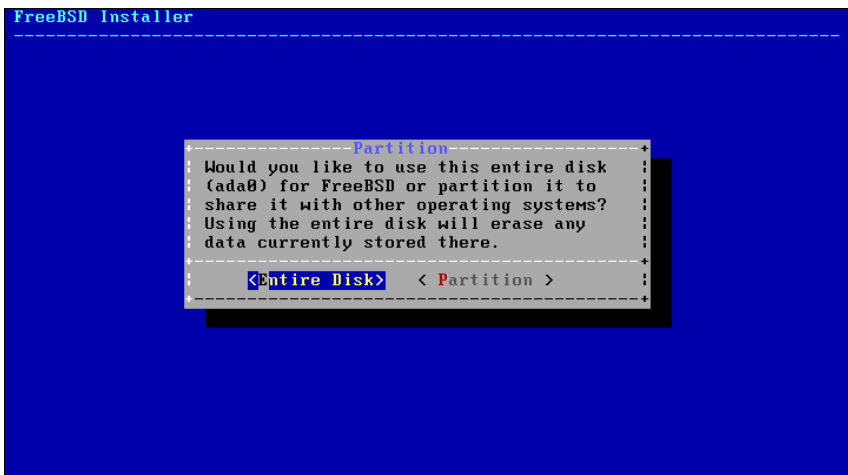 FreeBSD Installer
Partition
Would you like to use this entire disk
(ada0) for FreeBSD or partition it to
share it with other operating systems?
Using the entire disk will erase any
data currently stored there.
<Entire Disk> < Partition >